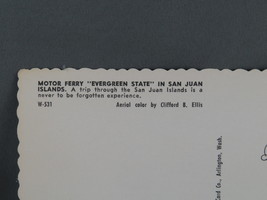 MOTOR FERRY "EVERGREEN STATE" IN SAN JUAN
ISLANDS. A trip through the San Juan Islands is a
never to be forgotten experience.
W-531 Aerial color by Clifford B. Ellis
Card Co., Arlington, Wash.